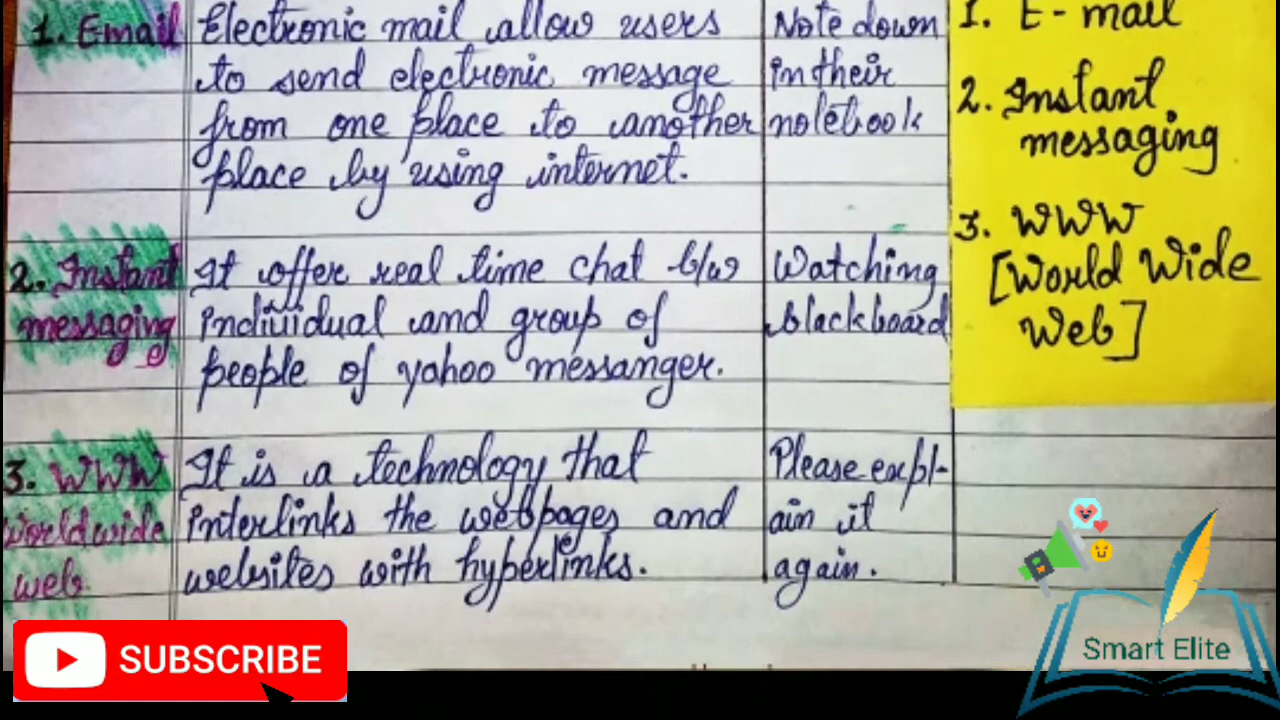 1. Email
Electronic mail allow users
to send electronic message
from one place to another
place by using internet.
Note down
in their
notebook
1. E-mail
2. Instant
messaging
3. WWW
[World Wide
Web]
2. Instant
messaging
It offer real time chat b/w
individual and group of
people of yahoo messanger.
Watching
blackboard
3. WWW
World wide
web
It is a technology that
interlinks the webpages and
websites with hyperlinks.
Please expl-
ain it
again.
SUBSCRIBE
Smart Elite